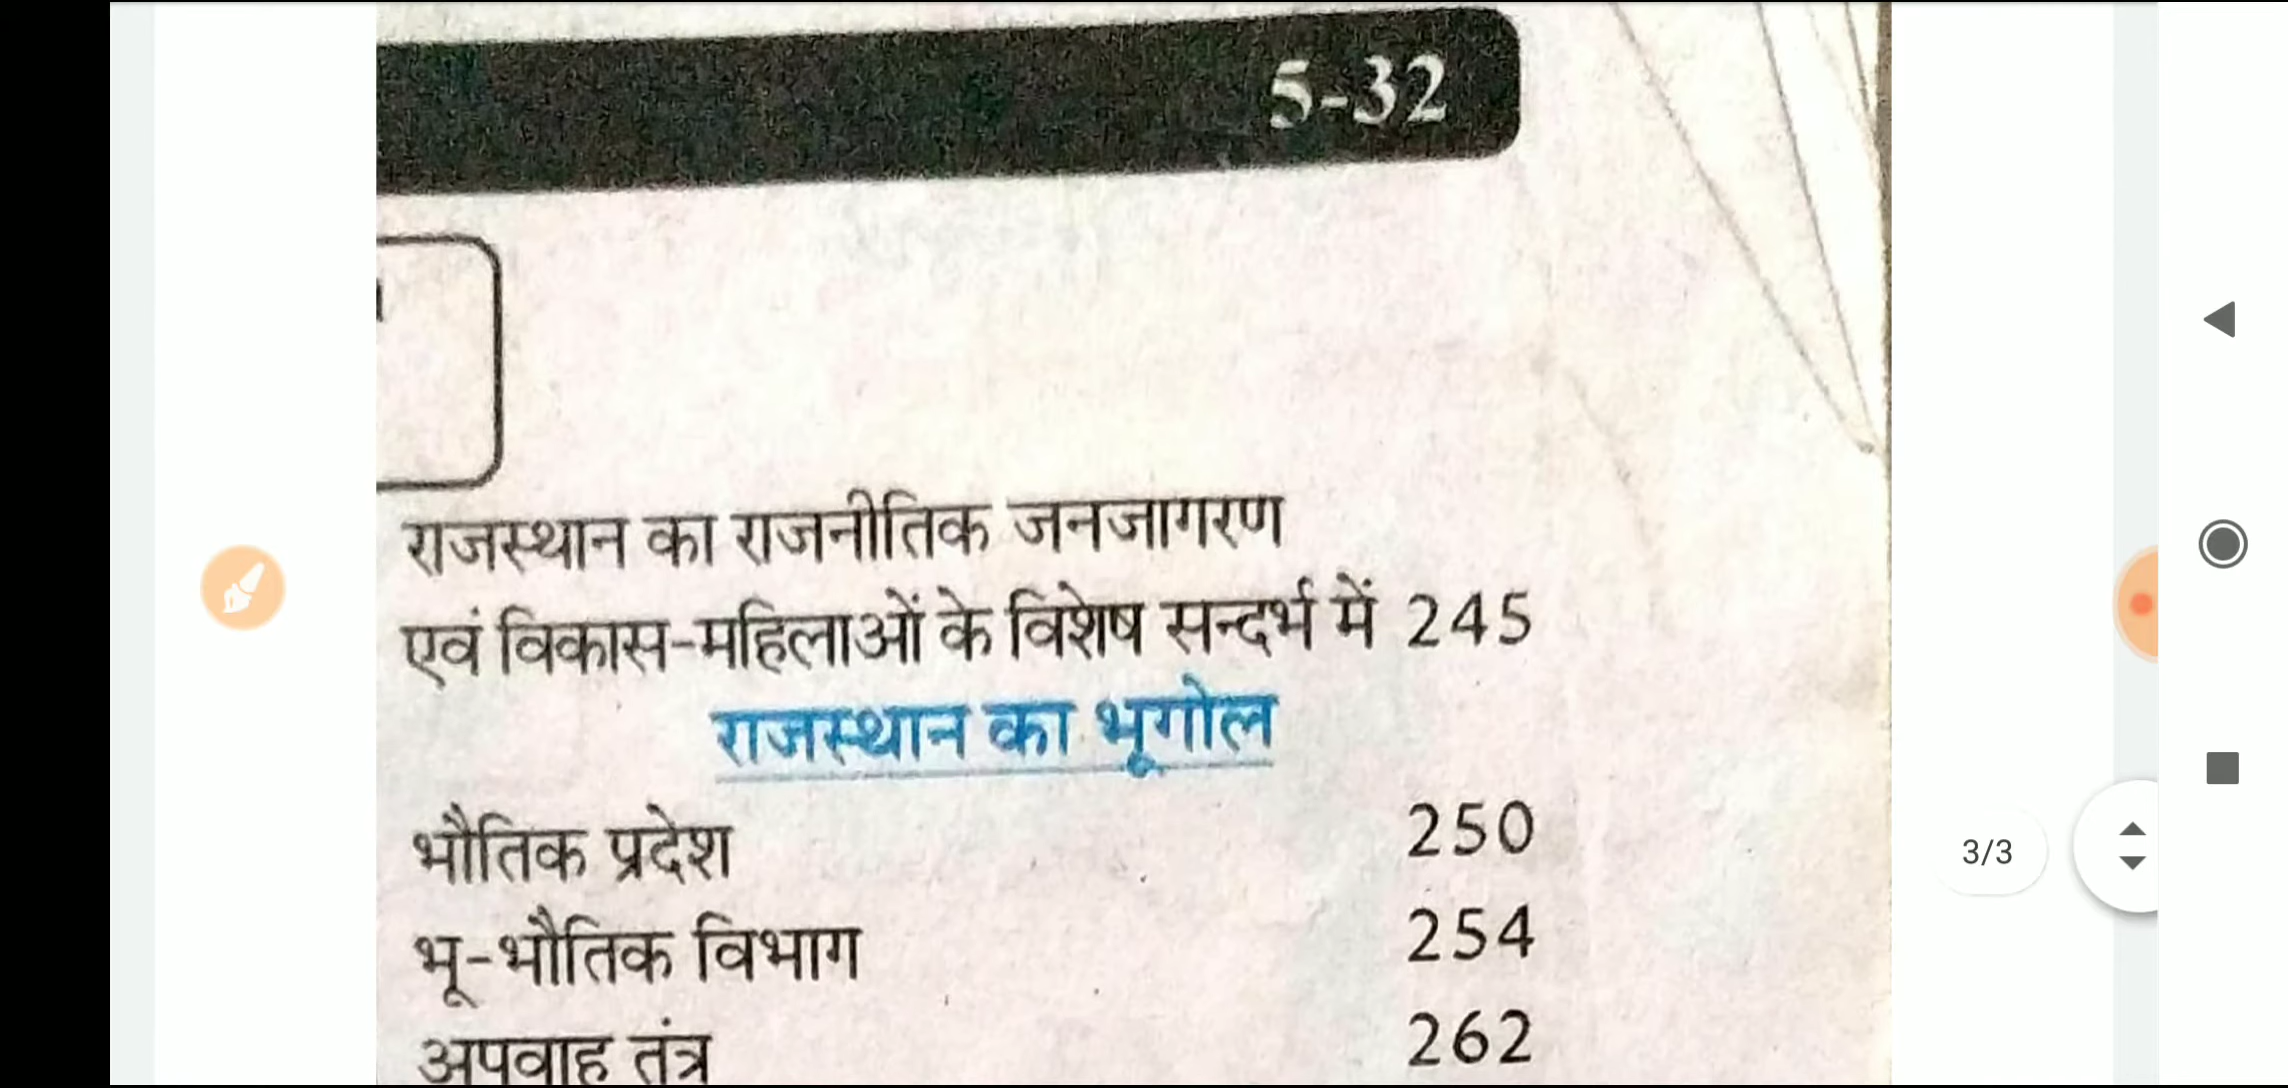 5-32
राजस्थान का राजनीतिक जनजागरण
एवं विकास-महिलाओं के विशेष सन्दर्भ में 245
राजस्थान का भूगोल
भौतिक प्रदेश 250
भू-भौतिक विभाग 254
3/3
अपवाह तंत्र 262